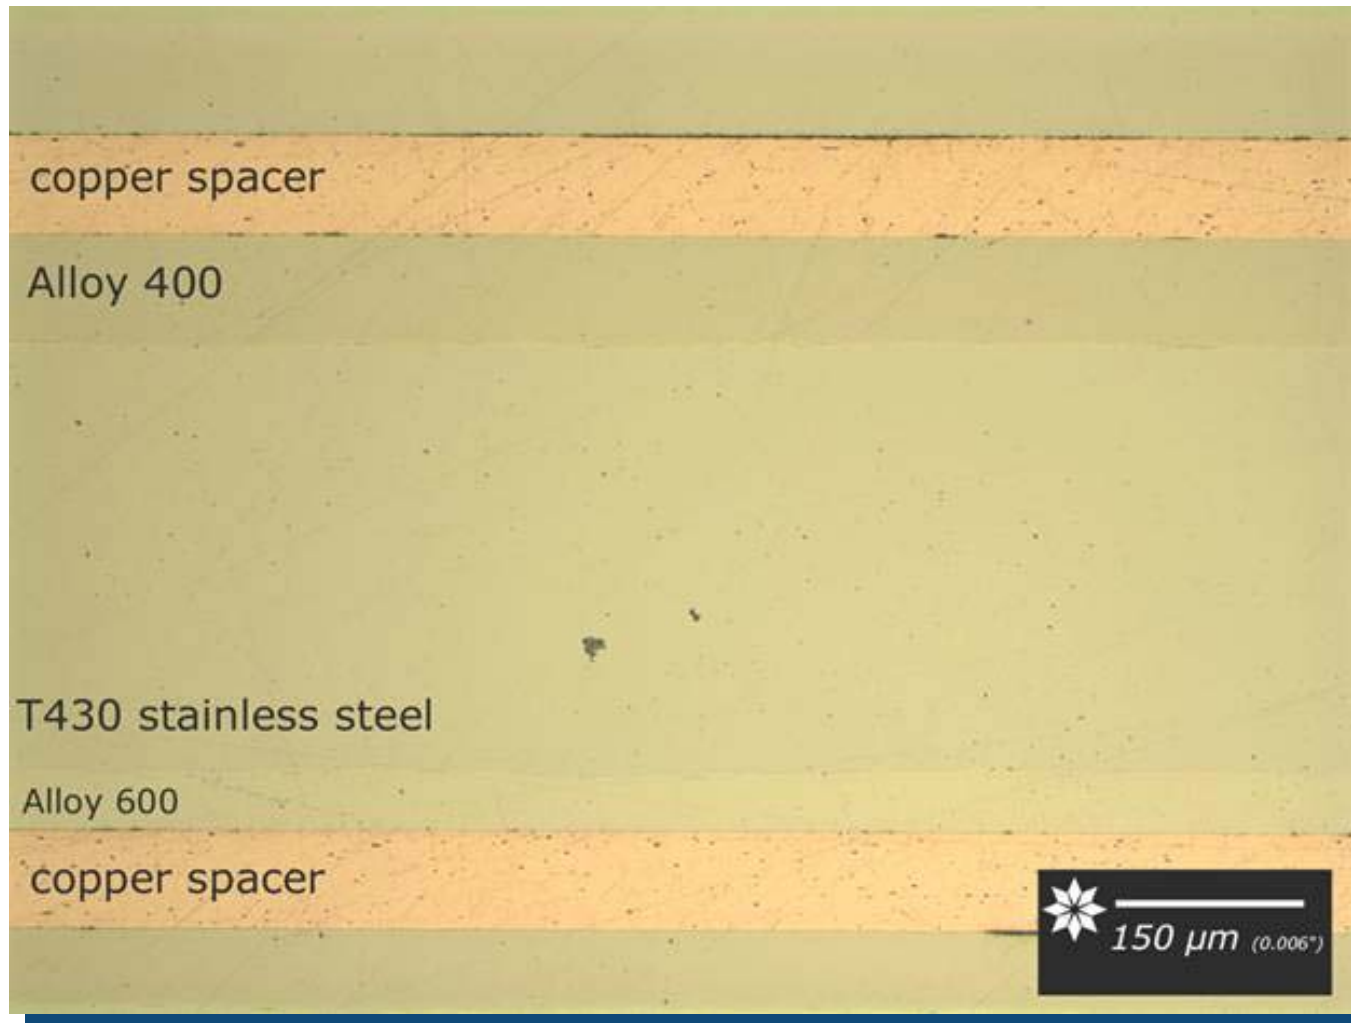 copper spacer
Alloy 400
T430 stainless steel
Alloy 600
copper spacer
150 µm (0.006")